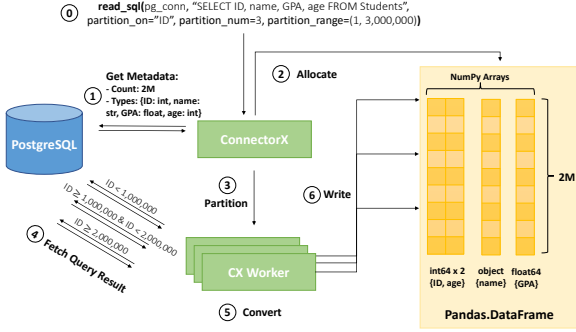 0
read_sql(pg_conn, “SELECT ID, name, GPA, age FROM Students”,
partition_on=”ID”, partition_num=3, partition_range=(1, 3,000,000))
2 Allocate
Get Metadata:
1
- Count: 2M
- Types: {ID: int, name:
str, GPA: float, age: int}
NumPy Arrays
PostgreSQL
ConnectorX
2M
3
Partition
6 Write
ID < 1,000,000
ID ≥ 1,000,000 & ID < 2,000,000
ID ≥ 2,000,000
4 Fetch Query Result
CX Worker
5 Convert
int64 x 2
{ID, age}
object
{name}
float64
{GPA}
Pandas.DataFrame